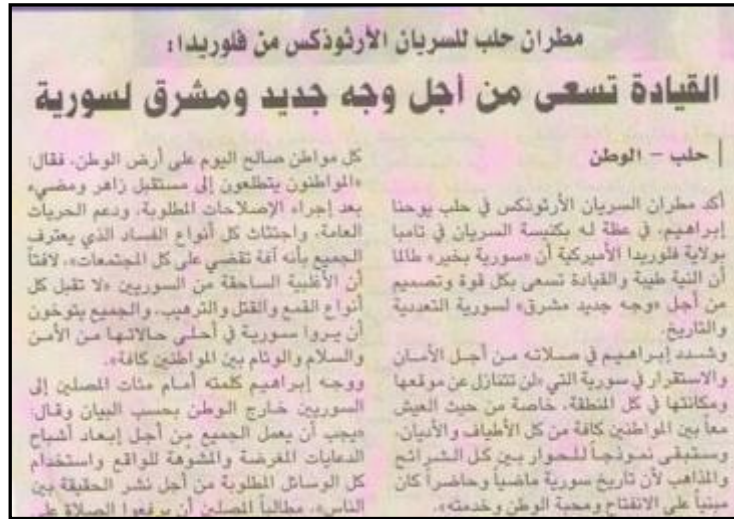 مطران حلب للسريان الأرثوذكس من فلوريدا:
القيادة تسعى من أجل وجه جديد ومشرق لسورية
حلب - الوطن
أكد مطران السريان الأرثوذكس في حلب يوحنا
إبراهيم، في عظة له بكنيسة السريان في تامبا
بولاية فلوريدا الأميركية أن «سورية بخير» طالما
أن النية طيبة والقيادة تسعى بكل قوة وتصميم
من أجل «وجه جديد مشرق» لسورية التعددية
والتاريخ.
وشدد إبراهيم في صلاته من أجل الأمان
والاستقرار في سورية التي «لن تتنازل عن موقعها
ومكانتها في كل المنطقة، خاصة من حيث العيش
معاً بين المواطنين كافة من كل الأطياف والأديان،
وستبقى نموذجاً للحوار بين كل الشرائح
والمذاهب لأن تاريخ سورية ماضياً وحاضراً كان
مبنياً على الانفتاح ومحبة الوطن وخدمته».
كل مواطن صالح اليوم على أرض الوطن، فقال:
«المواطنون يتطلعون إلى مستقبل زاهر ومضيء
بعد إجراء الإصلاحات المطلوبة، ودعم الحريات
العامة، واجتثاث كل أنواع الفساد الذي يعترف
الجميع بأنه آفة تقضي على كل المجتمعات»، لافتاً
أن الأغلبية الساحقة من السوريين «لا تقبل كل
أنواع القمع والقتل والترهيب، والجميع يتوخون
أن يروا سورية في أحلى حالاتها من الأمن
والسلام والوئام بين المواطنين كافة».
ووجه إبراهيم كلمته أمام مئات المصلين إلى
السوريين خارج الوطن بحسب البيان وقال:
«يجب أن يعمل الجميع من أجل إبعاد أشباح
الدعايات المغرضة والمشوهة للواقع واستخدام
كل الوسائل المطلوبة من أجل نشر الحقيقة بين
الناس»، مطالباً المصلين أن يرفعوا الصلاة على